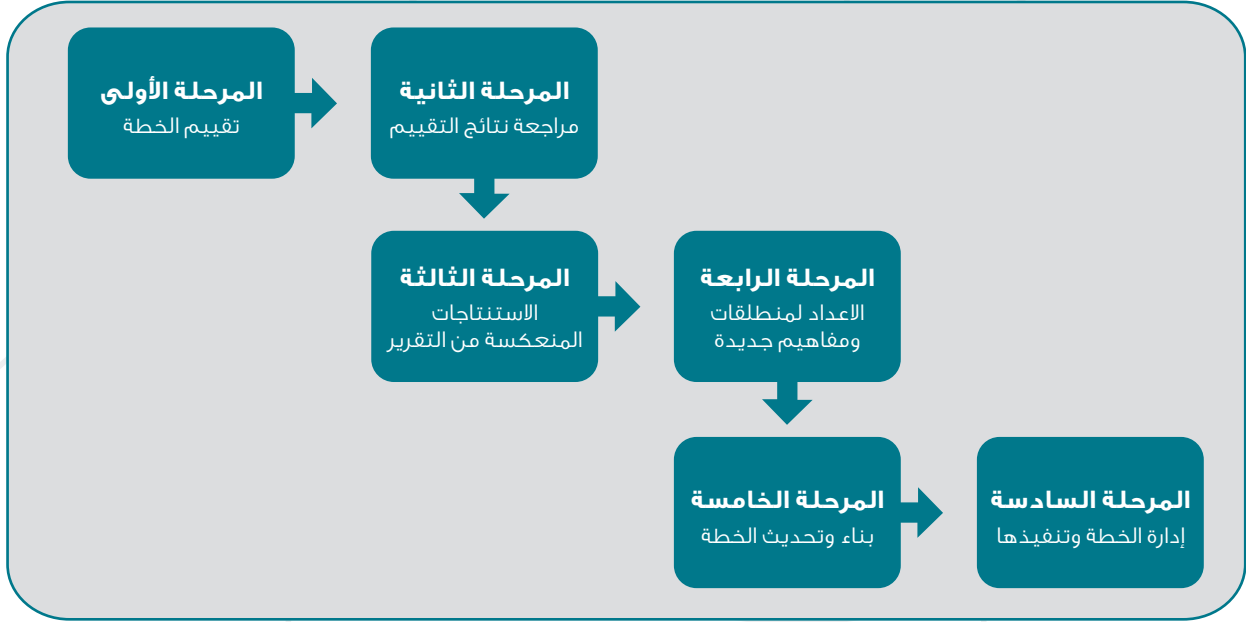 المرحلة الأولى
تقييم الخطة
المرحلة الثانية
مراجعة نتائج التقييم
المرحلة الثالثة
الاستنتاجات
المنعكسة من التقرير
المرحلة الرابعة
الاعداد لمنطلقات
ومفاهيم جديدة
المرحلة الخامسة
بناء وتحديث الخطة
المرحلة السادسة
إدارة الخطة وتنفيذها